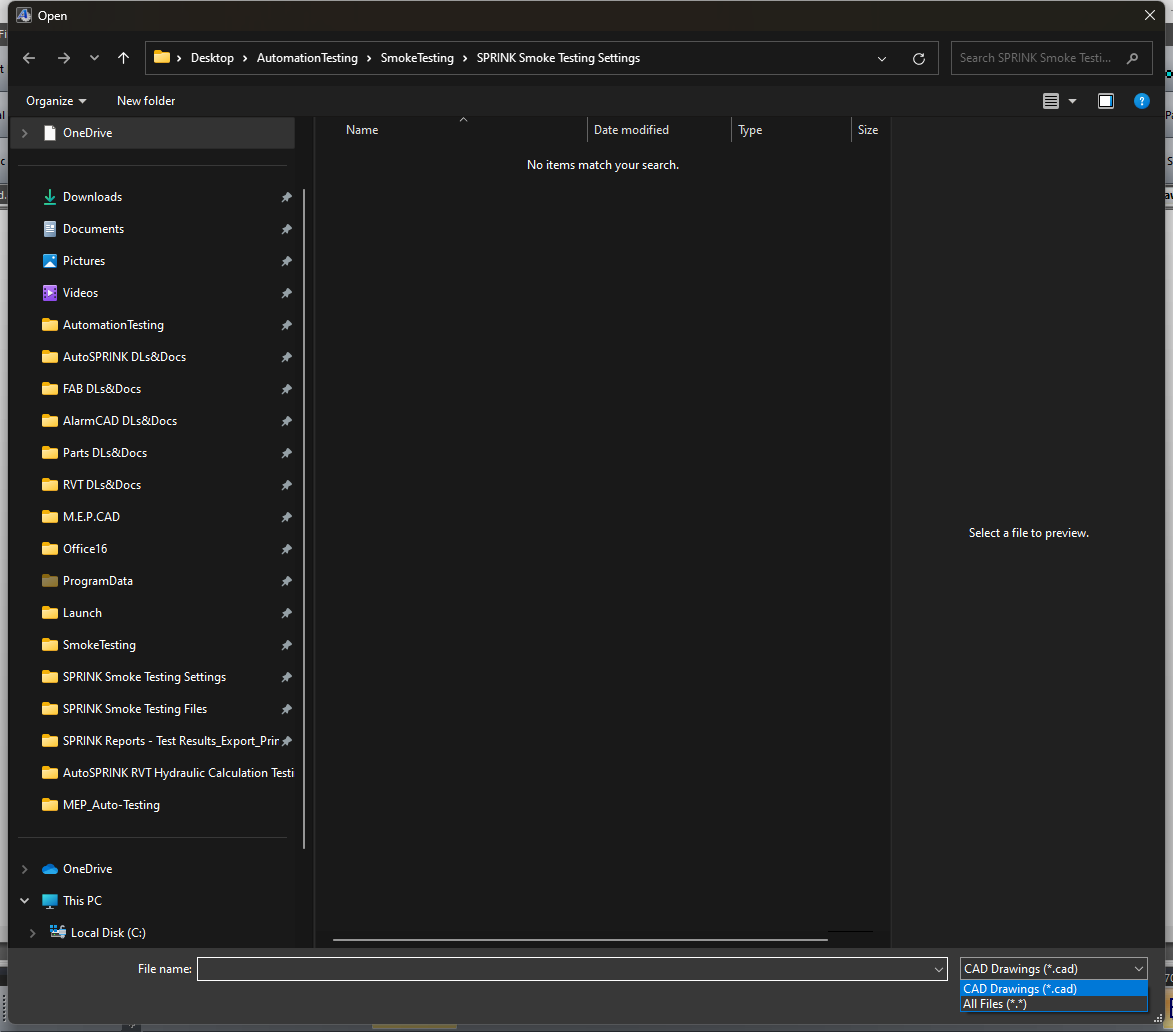 Open
Desktop > AutomationTesting > SmokeTesting > SPRINK Smoke Testing Settings
Search SPRINK Smoke Testi...
Organize
New folder
?
OneDrive
Name
Date modified
Type
Size
No items match your search.
Downloads
Documents
Pictures
Videos
AutomationTesting
AutoSPRINK DLs&Docs
FAB DLs&Docs
AlarmCAD DLs&Docs
Parts DLs&Docs
RVT DLs&Docs
M.E.P.CAD
Office16
ProgramData
Launch
SmokeTesting
SPRINK Smoke Testing Settings
SPRINK Smoke Testing Files
SPRINK Reports - Test Results_Export_Prin
AutoSPRINK RVT Hydraulic Calculation Testi
MEP_Auto-Testing
OneDrive
This PC
Local Disk (C:)
Select a file to preview.
File name:
CAD Drawings (*.cad)
CAD Drawings (*.cad)
All Files (*.*)